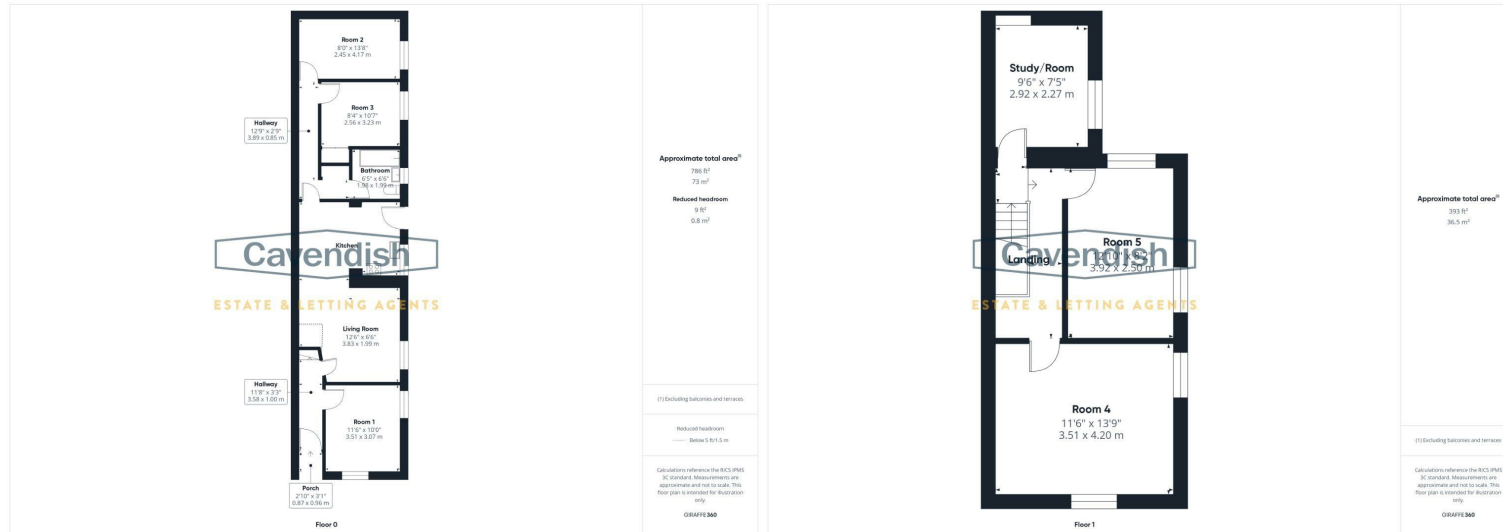 Room 2
8'0" x 13'8"
2.45 x 4.17 m
Room 3
8'4" x 10'7"
2.56 x 3.23 m
Hallway
12'9" x 2'9"
3.89 x 0.85 m
Bathroom
6'5" x 6'6"
1.98 x 1.99 m
Kitchen
Cavendish
ESTATE & LETTING AGENTS
Living Room
12'6" x 6'6"
3.83 x 1.99 m
Hallway
11'8" x 3'3"
3.58 x 1.00 m
Room 1
11'6" x 10'0"
3.51 x 3.07 m
Porch
2'10" x 3'1"
0.87 x 0.96 m
Floor 0
Approximate total area(1)
786 ft²
73 m²
Reduced headroom
9 ft²
0.8 m²
(1) Excluding balconies and terraces
Reduced headroom
Below 5 ft/1.5 m
Calculations reference the RICS IPMS
3C standard. Measurements are
approximate and not to scale. This
floor plan is intended for illustration
only.
GIRAFFE360
Study/Room
9'6" x 7'5"
2.92 x 2.27 m
Room 5
12'10" x 8'2"
3.92 x 2.50 m
Landing
Cavendish
ESTATE & LETTING AGENTS
Room 4
11'6" x 13'9"
3.51 x 4.20 m
Floor 1
Approximate total area(1)
393 ft²
36.5 m²
(1) Excluding balconies and terraces
Calculations reference the RICS IPMS
3C standard. Measurements are
approximate and not to scale. This
floor plan is intended for illustration
only.
GIRAFFE360